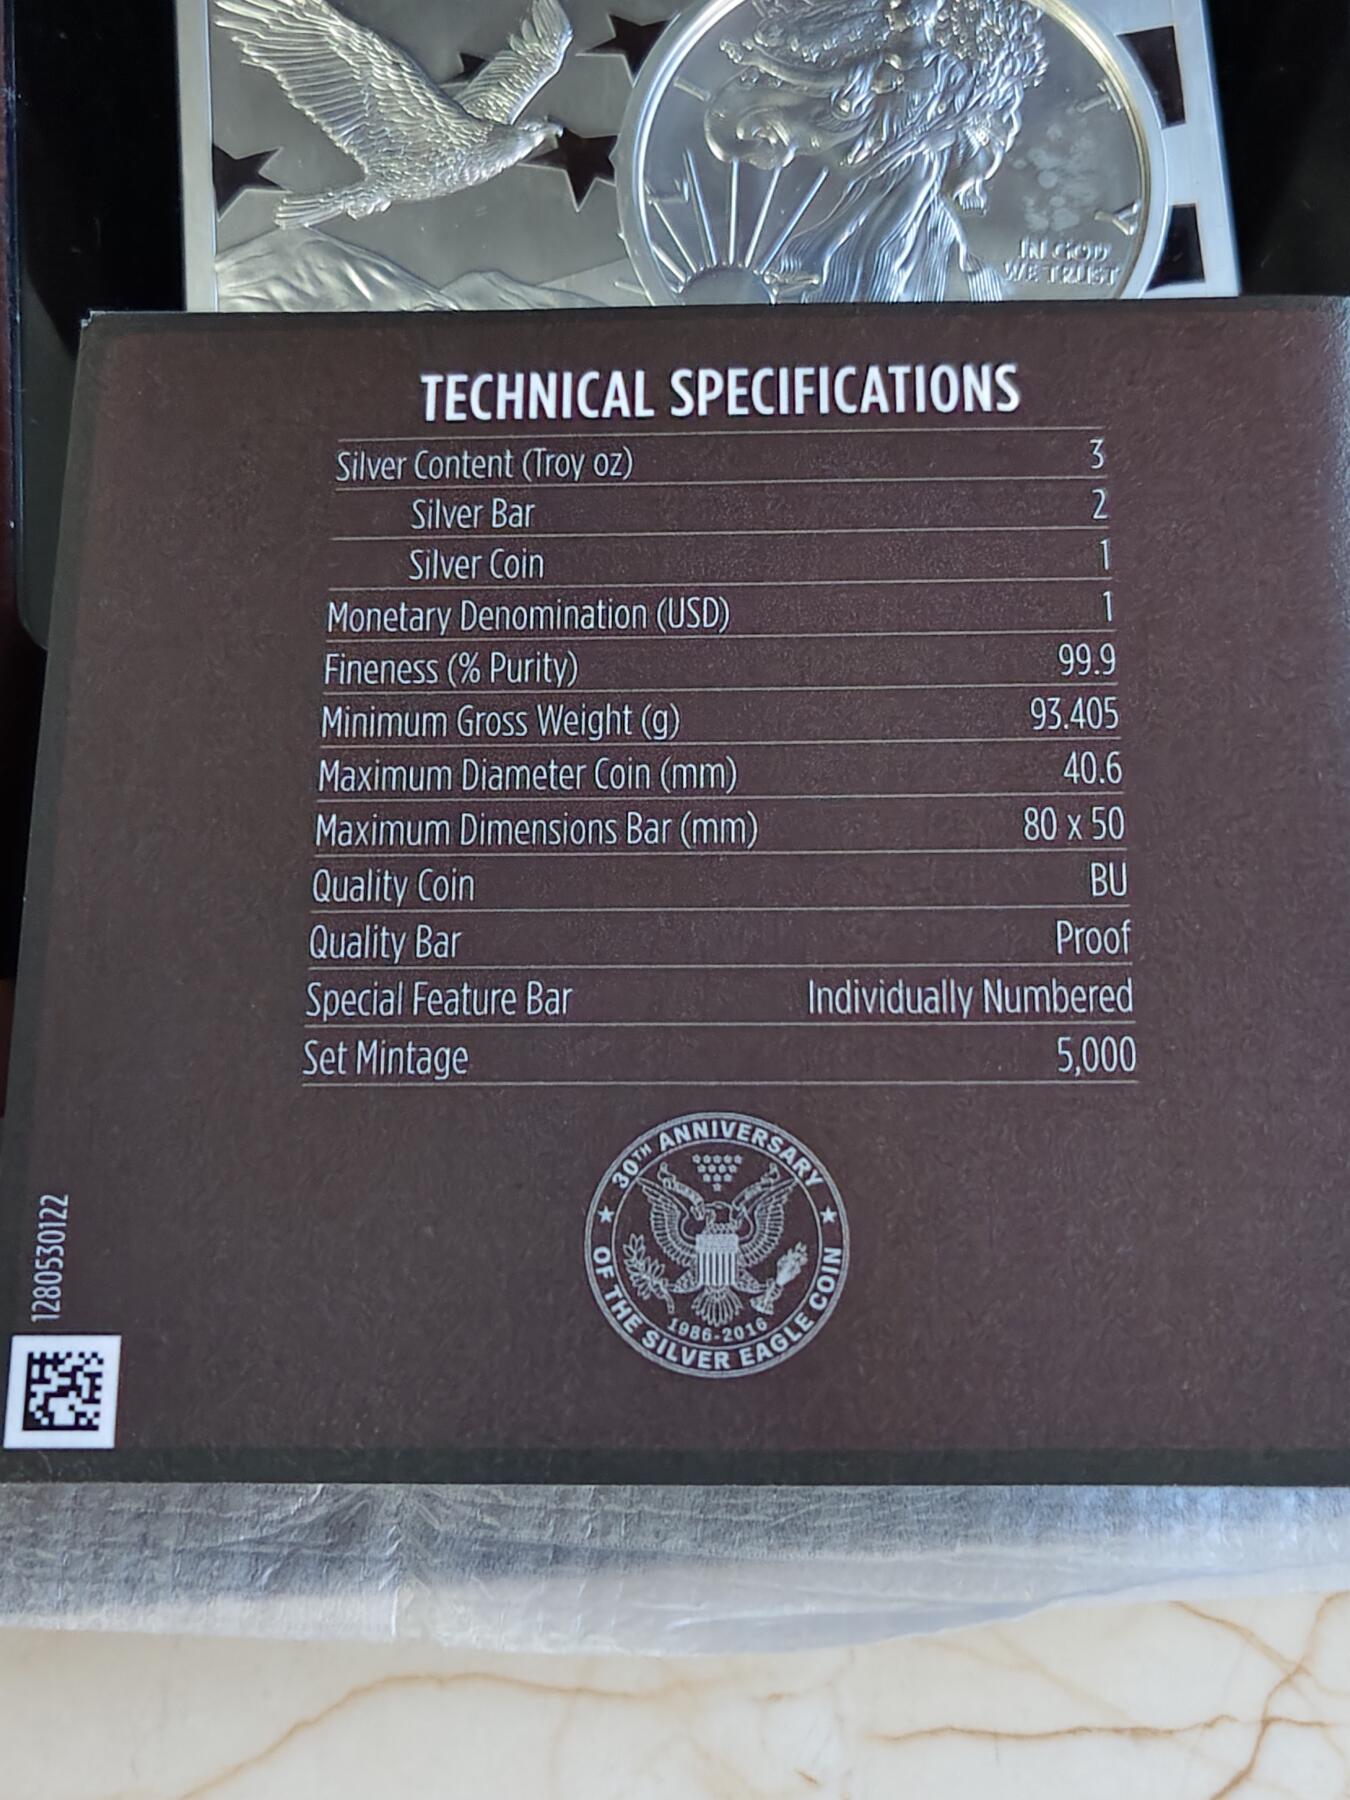 L
I
T
Y
IN GOD
WE TRUST
TECHNICAL SPECIFICATIONS
Silver Content (Troy oz) 3
Silver Bar 2
Silver Coin 1
Monetary Denomination (USD) 1
Fineness (% Purity) 99.9
Minimum Gross Weight (g) 93.405
Maximum Diameter Coin (mm) 40.6
Maximum Dimensions Bar (mm) 80 x 50
Quality Coin BU
Quality Bar Proof
Special Feature Bar Individually Numbered
Set Mintage 5,000
30TH ANNIVERSARY
OF THE SILVER EAGLE COIN
1986-2016
1280530122